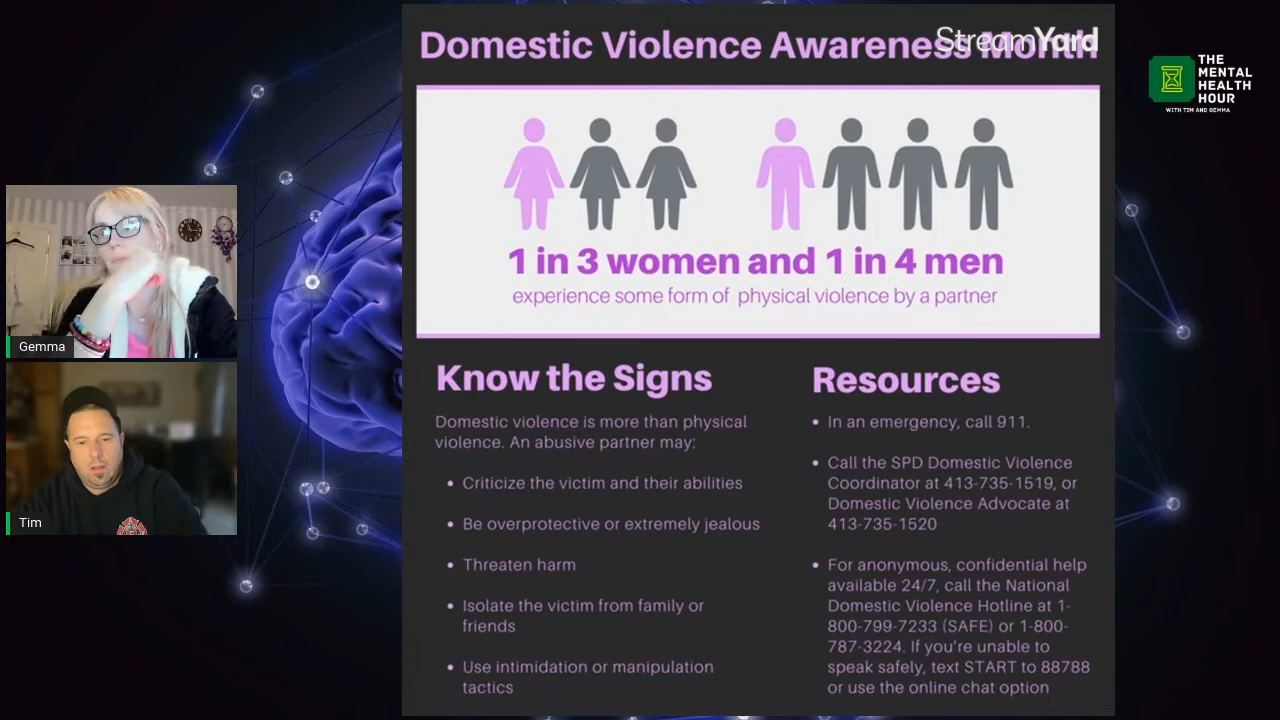 Domestic Violence Awareness Month
StreamYard
THE
MENTAL
HEALTH
HOUR
WITH TIM AND GEMMA
1 in 3 women and 1 in 4 men
experience some form of physical violence by a partner
Gemma
Tim
Know the Signs
Domestic violence is more than physical
violence. An abusive partner may:
• Criticize the victim and their abilities
• Be overprotective or extremely jealous
• Threaten harm
• Isolate the victim from family or
friends
• Use intimidation or manipulation
tactics
Resources
• In an emergency, call 911.
• Call the SPD Domestic Violence
Coordinator at 413-735-1519, or
Domestic Violence Advocate at
413-735-1520
• For anonymous, confidential help
available 24/7, call the National
Domestic Violence Hotline at 1-
800-799-7233 (SAFE) or 1-800-
787-3224. If you're unable to
speak safely, text START to 88788
or use the online chat option